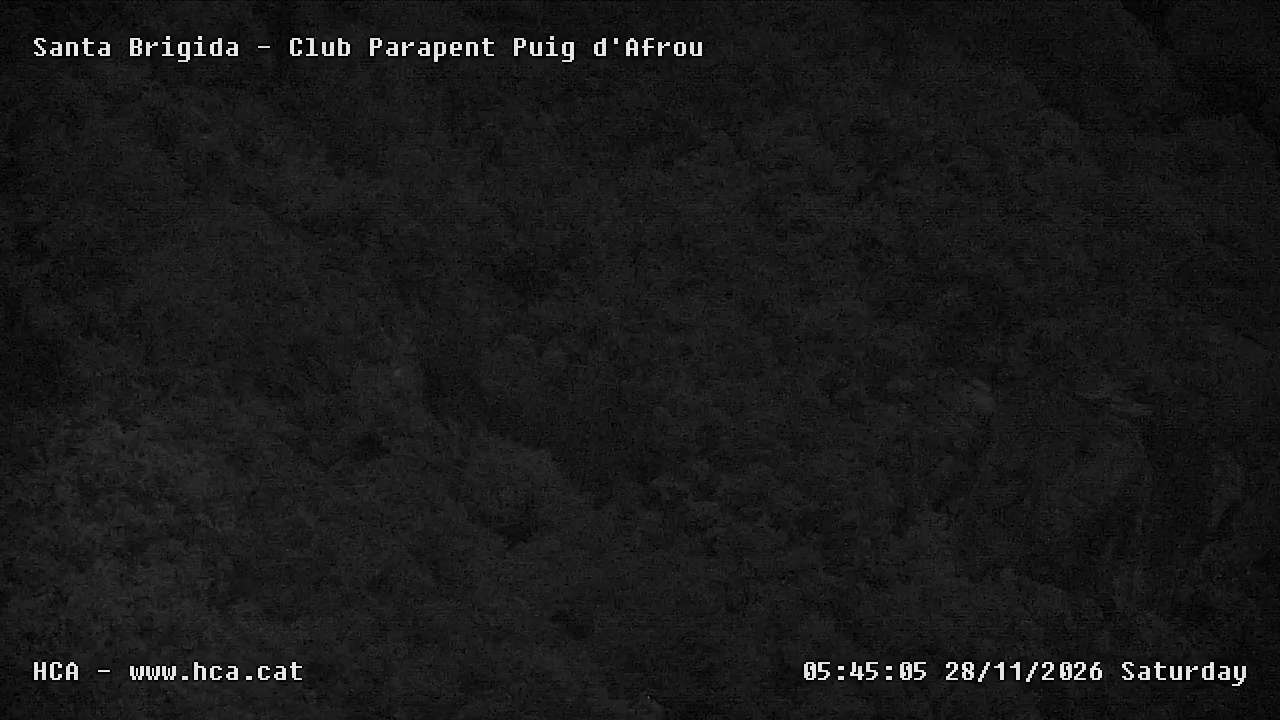 Santa Brigida - Club Parapent Puig d'Afrou
HCA - www.hca.cat
05:45:05 28/11/2026 Saturday